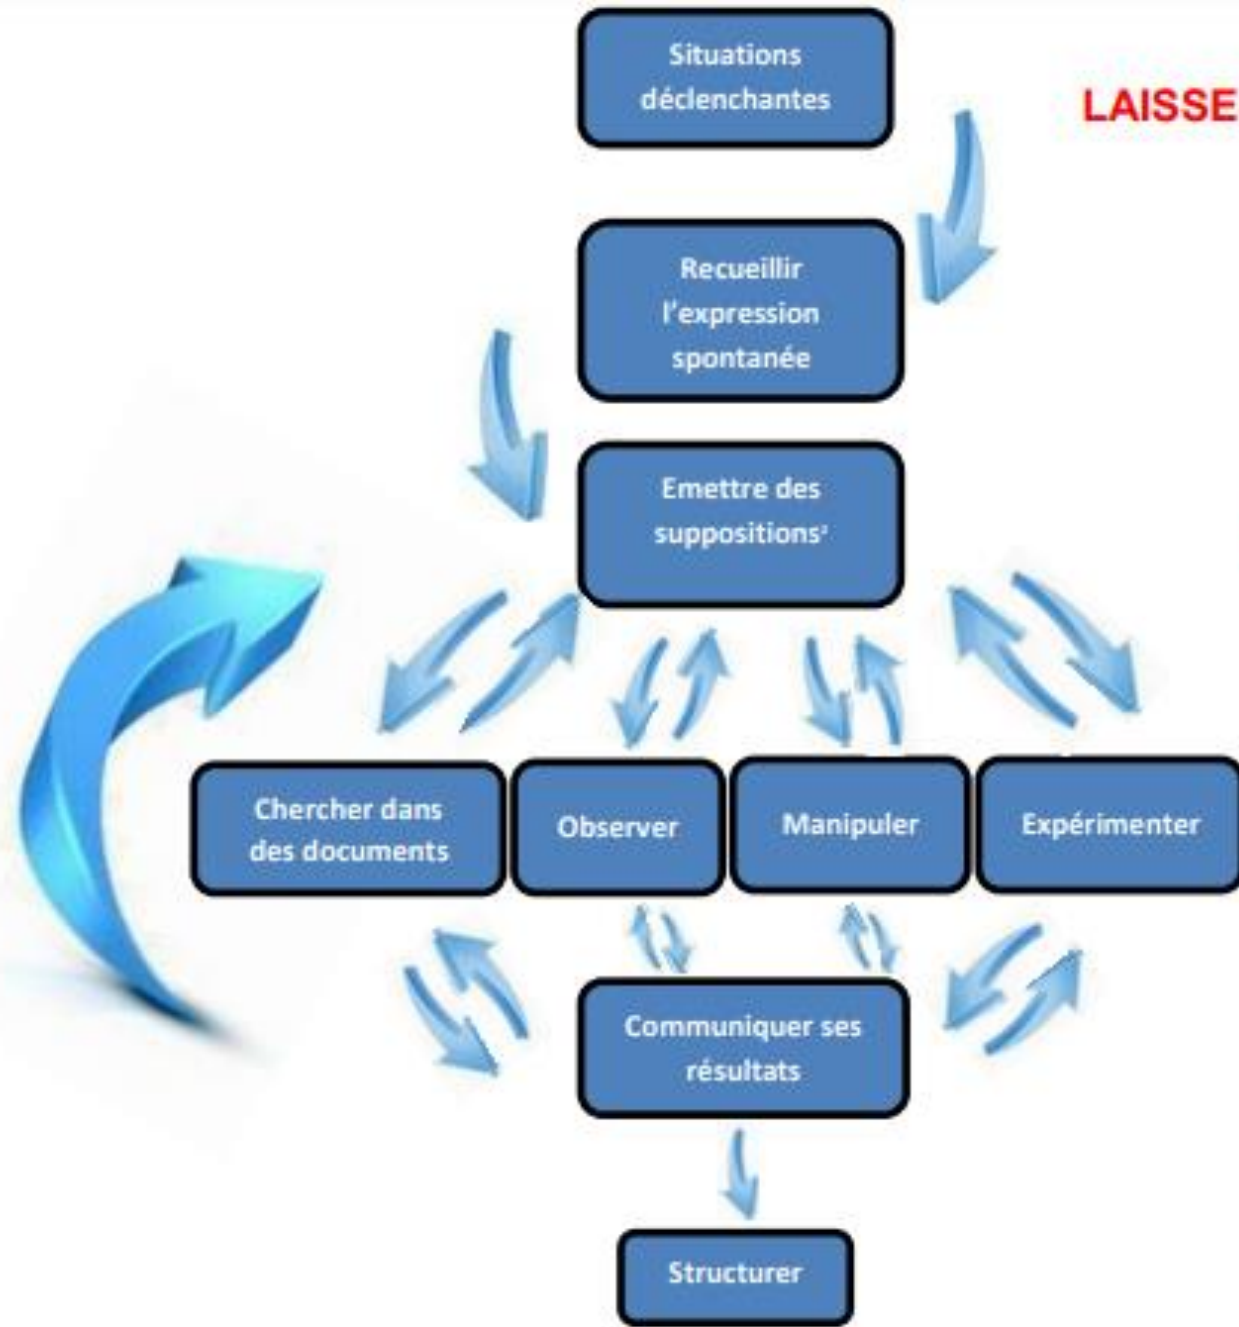 Situations
déclenchantes
LAISSE
Recueillir
l'expression
spontanée
Emettre des
suppositions²
Chercher dans
des documents
Observer
Manipuler
Expérimenter
Communiquer ses
résultats
Structurer